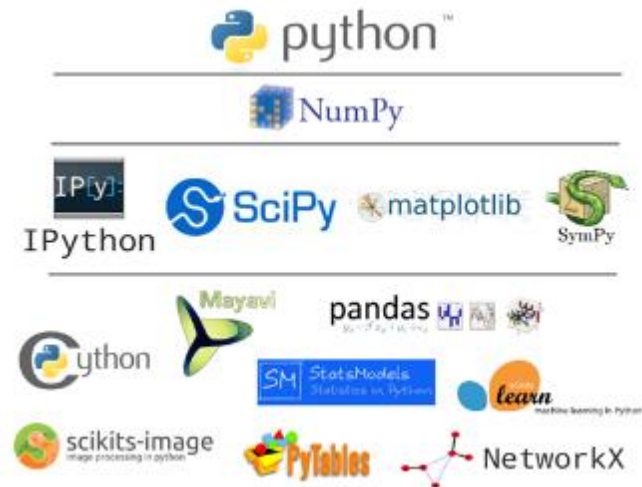 python™
NumPy
IP[y]:
IPython
SciPy
matplotlib
SymPy
Mayavi
pandas
Cython
SM StatsModels
Statistics in Python
scikit
learn
machine learning in Python
scikits-image
image processing in python
PyTables
NetworkX